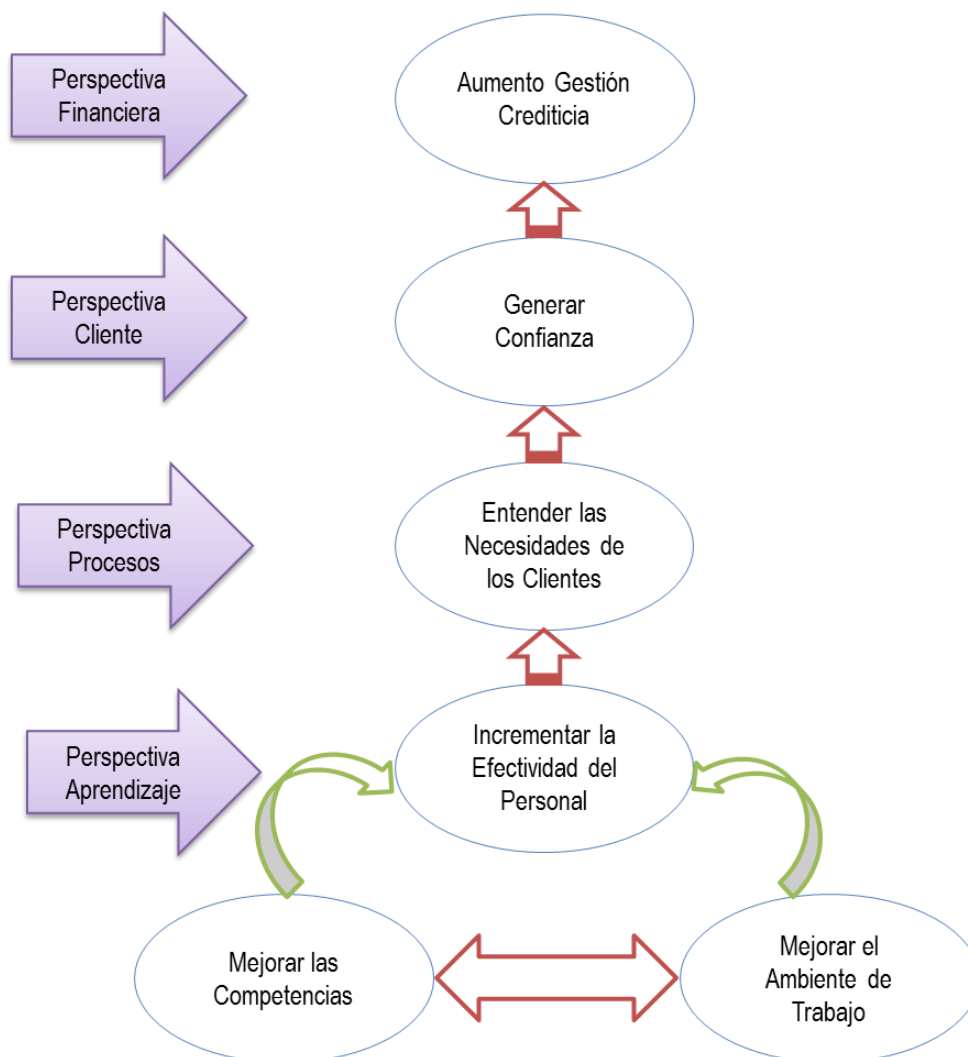 Perspectiva
Financiera
Aumento Gestión
Crediticia
Perspectiva
Cliente
Generar
Confianza
Perspectiva
Procesos
Entender las
Necesidades de
los Clientes
Perspectiva
Aprendizaje
Incrementar la
Efectividad del
Personal
Mejorar las
Competencias
Mejorar el
Ambiente de
Trabajo